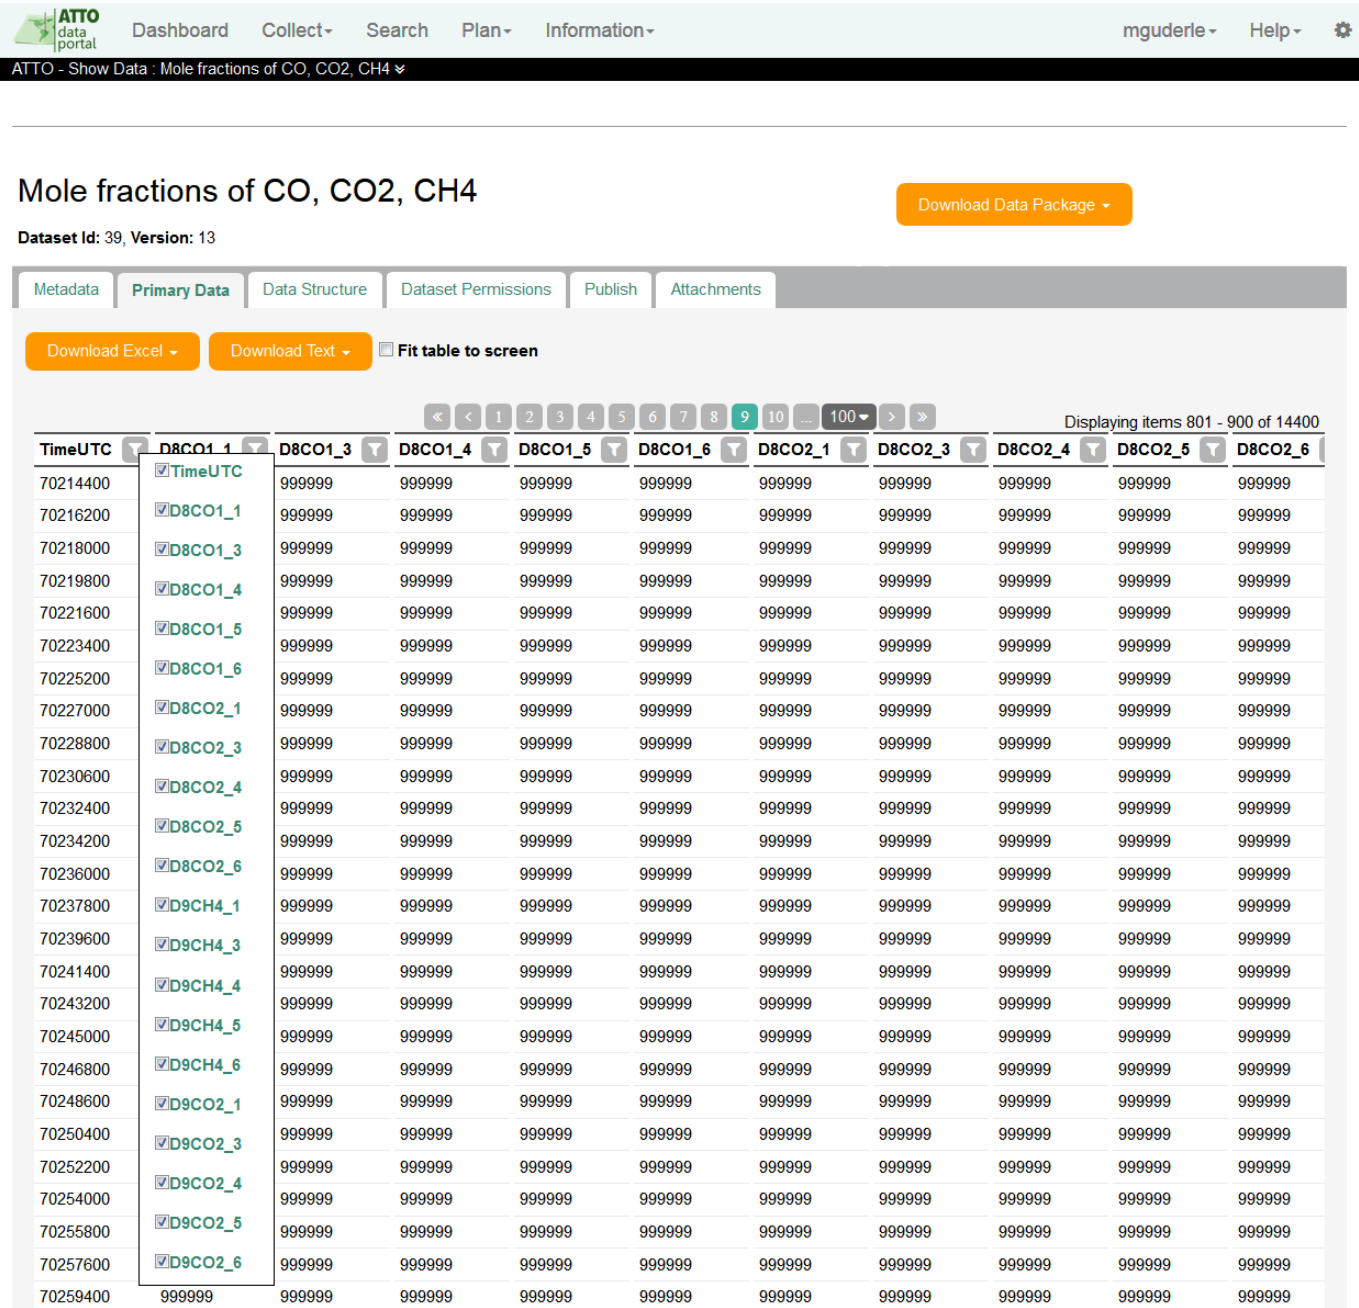 ATTO
data
portal
Dashboard Collect Search Plan Information mguderle Help
ATTO - Show Data : Mole fractions of CO, CO2, CH4
Mole fractions of CO, CO2, CH4
Download Data Package
Dataset Id: 39, Version: 13
Metadata Primary Data Data Structure Dataset Permissions Publish Attachments
Download Excel Download Text Fit table to screen
« < 1 2 3 4 5 6 7 8 9 10 ... 100 > »
Displaying items 801 - 900 of 14400
TimeUTC D8CO1_1 D8CO1_3 D8CO1_4 D8CO1_5 D8CO1_6 D8CO2_1 D8CO2_3 D8CO2_4 D8CO2_5 D8CO2_6
TimeUTC
D8CO1_1
D8CO1_3
D8CO1_4
D8CO1_5
D8CO1_6
D8CO2_1
D8CO2_3
D8CO2_4
D8CO2_5
D8CO2_6
D9CH4_1
D9CH4_3
D9CH4_4
D9CH4_5
D9CH4_6
D9CO2_1
D9CO2_3
D9CO2_4
D9CO2_5
D9CO2_6
70214400 999999 999999 999999 999999 999999 999999 999999 999999 999999
70216200 999999 999999 999999 999999 999999 999999 999999 999999 999999
70218000 999999 999999 999999 999999 999999 999999 999999 999999 999999
70219800 999999 999999 999999 999999 999999 999999 999999 999999 999999
70221600 999999 999999 999999 999999 999999 999999 999999 999999 999999
70223400 999999 999999 999999 999999 999999 999999 999999 999999 999999
70225200 999999 999999 999999 999999 999999 999999 999999 999999 999999
70227000 999999 999999 999999 999999 999999 999999 999999 999999 999999
70228800 999999 999999 999999 999999 999999 999999 999999 999999 999999
70230600 999999 999999 999999 999999 999999 999999 999999 999999 999999
70232400 999999 999999 999999 999999 999999 999999 999999 999999 999999
70234200 999999 999999 999999 999999 999999 999999 999999 999999 999999
70236000 999999 999999 999999 999999 999999 999999 999999 999999 999999
70237800 999999 999999 999999 999999 999999 999999 999999 999999 999999
70239600 999999 999999 999999 999999 999999 999999 999999 999999 999999
70241400 999999 999999 999999 999999 999999 999999 999999 999999 999999
70243200 999999 999999 999999 999999 999999 999999 999999 999999 999999
70245000 999999 999999 999999 999999 999999 999999 999999 999999 999999
70246800 999999 999999 999999 999999 999999 999999 999999 999999 999999
70248600 999999 999999 999999 999999 999999 999999 999999 999999 999999
70250400 999999 999999 999999 999999 999999 999999 999999 999999 999999
70252200 999999 999999 999999 999999 999999 999999 999999 999999 999999
70254000 999999 999999 999999 999999 999999 999999 999999 999999 999999
70255800 999999 999999 999999 999999 999999 999999 999999 999999 999999
70257600 999999 999999 999999 999999 999999 999999 999999 999999 999999
70259400 999999 999999 999999 999999 999999 999999 999999 999999 999999 999999